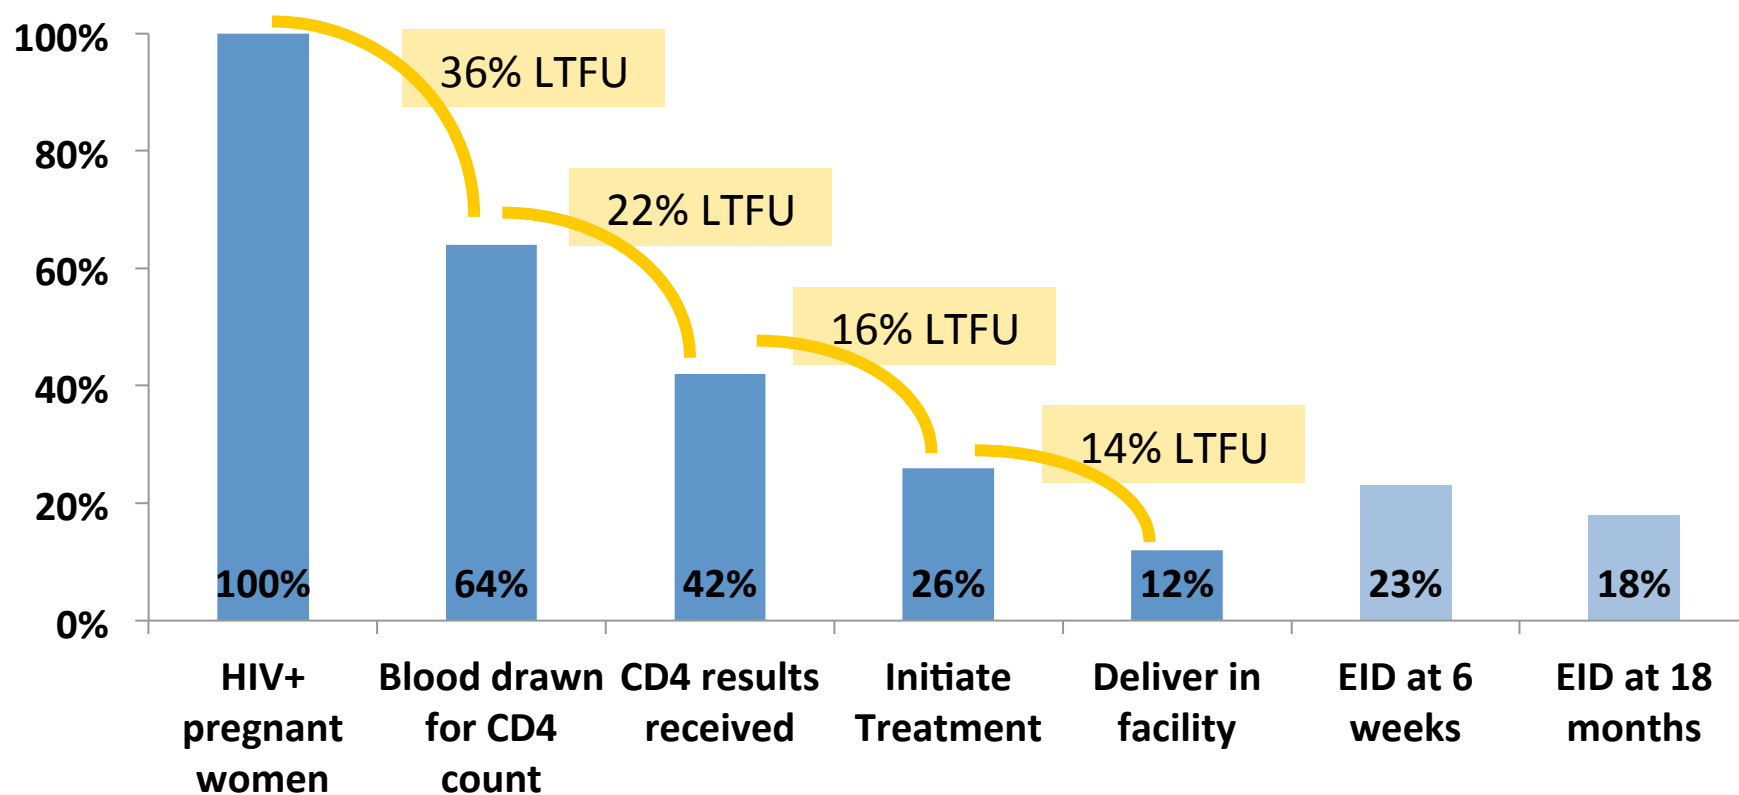 100%
80%
60%
40%
20%
0%
36% LTFU
22% LTFU
16% LTFU
14% LTFU
100%
64%
42%
26%
12%
23%
18%
HIV+
pregnant
women
Blood drawn
for CD4
count
CD4 results
received
Initiate
Treatment
Deliver in
facility
EID at 6
weeks
EID at 18
months